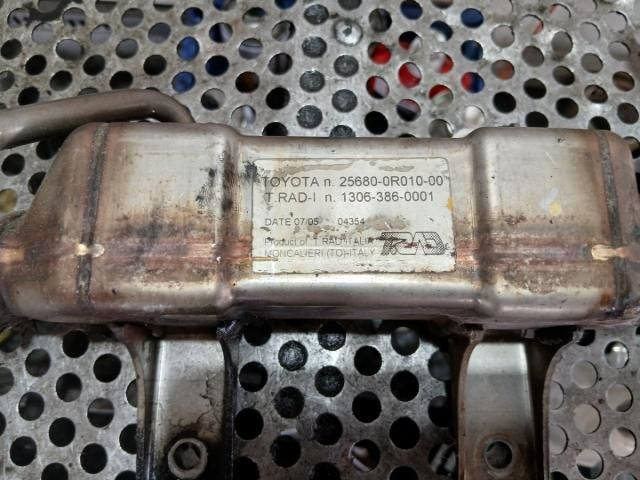 TOYOTA n. 25680-0R010-00
T.RAD-I n. 1306-386-0001
DATE 07/05 04354
Product of T.RAD ITALIA
MONCALIERI (TO)-ITALY
TRAD